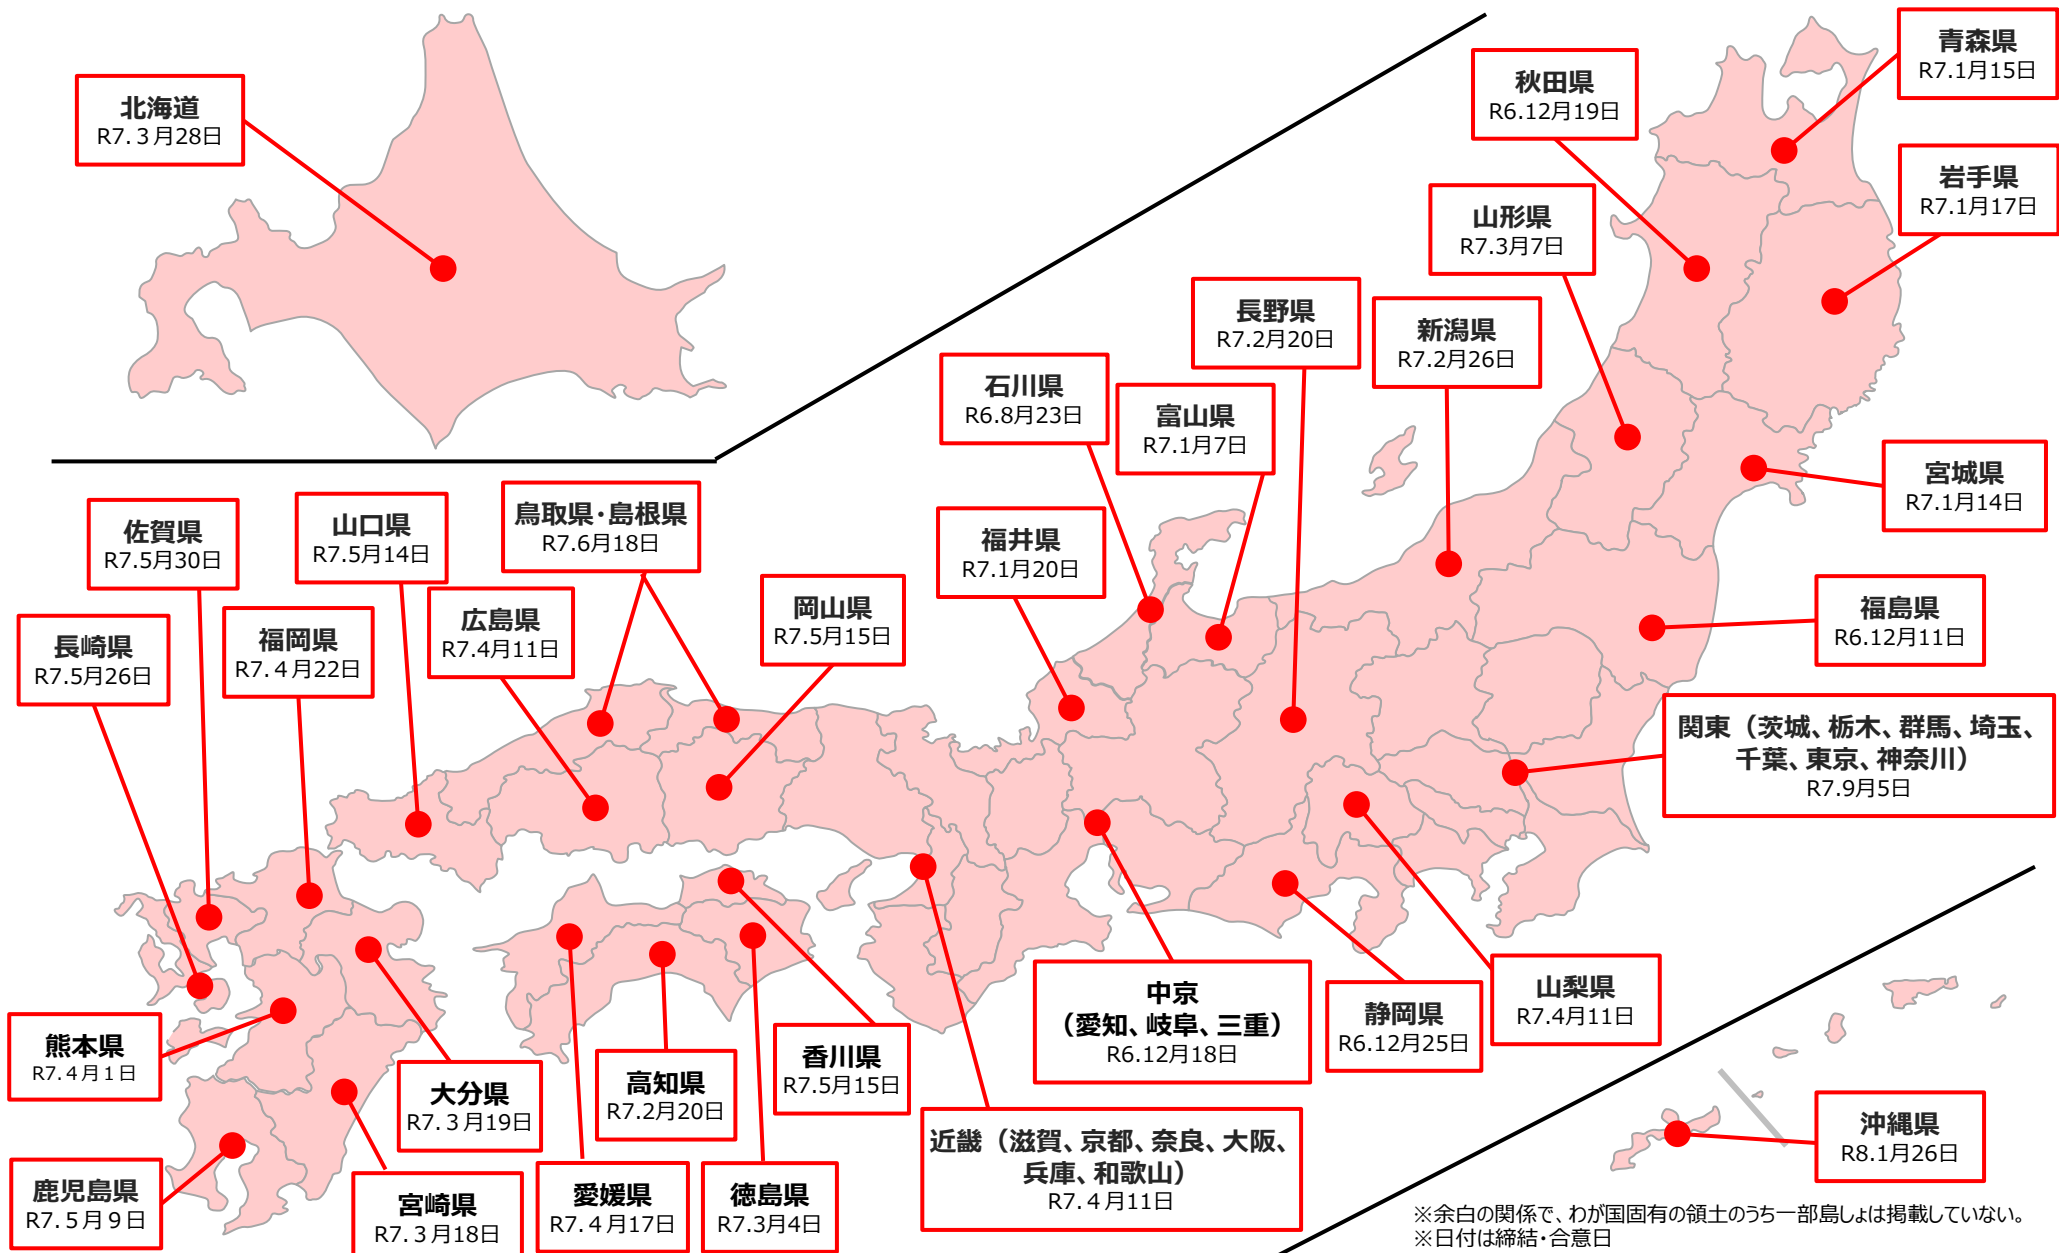 北海道
R7.３月28日
青森県
R7.1月15日
秋田県
R6.12月19日
岩手県
R7.1月17日
山形県
R7.3月7日
長野県
R7.2月20日
新潟県
R7.2月26日
石川県
R6.8月23日
富山県
R7.1月7日
宮城県
R7.1月14日
佐賀県
R7.5月30日
山口県
R7.5月14日
鳥取県・島根県
R7.6月18日
福井県
R7.1月20日
長崎県
R7.5月26日
福岡県
R7.４月22日
広島県
R7.4月11日
岡山県
R7.5月15日
福島県
R6.12月11日
関東（茨城、栃木、群馬、埼玉、
千葉、東京、神奈川）
R7.9月5日
熊本県
R7.４月１日
大分県
R7.３月19日
高知県
R7.2月20日
香川県
R7.5月15日
中京
（愛知、岐阜、三重）
R6.12月18日
静岡県
R6.12月25日
山梨県
R7.4月11日
鹿児島県
R7.５月９日
宮崎県
R7.３月18日
愛媛県
R7.４月17日
徳島県
R7.3月4日
近畿（滋賀、京都、奈良、大阪、
兵庫、和歌山）
R7.４月11日
沖縄県
R8.1月26日
※余白の関係で、わが国固有の領土のうち一部島しょは掲載していない。
※日付は締結・合意日